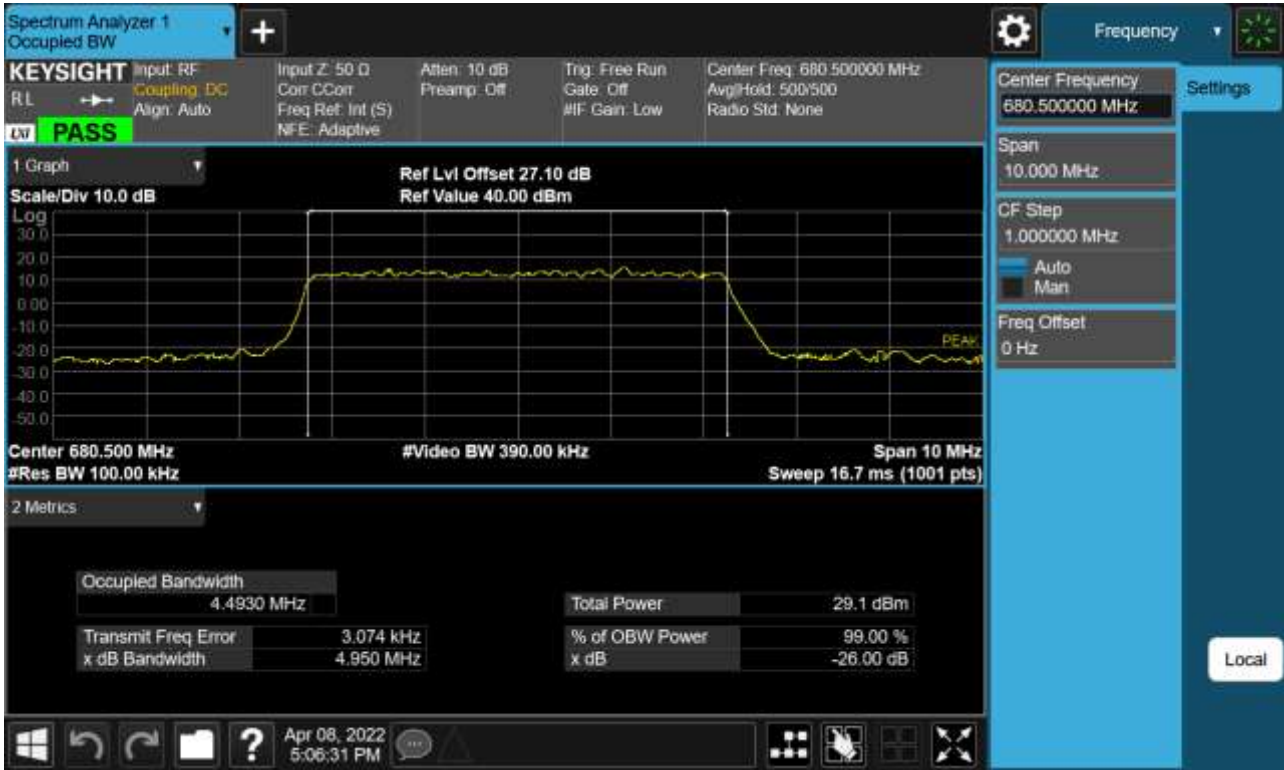 Spectrum Analyzer 1
Occupied BW
+
Frequency
KEYSIGHT
RL
LXI
PASS
Input: RF
Coupling: DC
Align: Auto
Input Z: 50 Ω
Corr CCorr
Freq Ref: Int (S)
NFE: Adaptive
Atten: 10 dB
Preamp: Off
Trig: Free Run
Gate: Off
#IF Gain: Low
Center Freq: 680.500000 MHz
Avg|Hold: 500/500
Radio Std: None
Center Frequency
680.500000 MHz
Settings
Span
10.000 MHz
CF Step
1.000000 MHz
Auto
Man
Freq Offset
0 Hz
Local
1 Graph
Scale/Div 10.0 dB
Ref Lvl Offset 27.10 dB
Ref Value 40.00 dBm
Log
30.0
20.0
10.0
0.00
-10.0
-20.0
-30.0
-40.0
-50.0
PEAK
Center 680.500 MHz
#Video BW 390.00 kHz
Span 10 MHz
#Res BW 100.00 kHz
Sweep 16.7 ms (1001 pts)
2 Metrics
Occupied Bandwidth
4.4930 MHz
Total Power 29.1 dBm
Transmit Freq Error 3.074 kHz
% of OBW Power 99.00 %
x dB Bandwidth 4.950 MHz
x dB -26.00 dB
?
Apr 08, 2022
5:06:31 PM